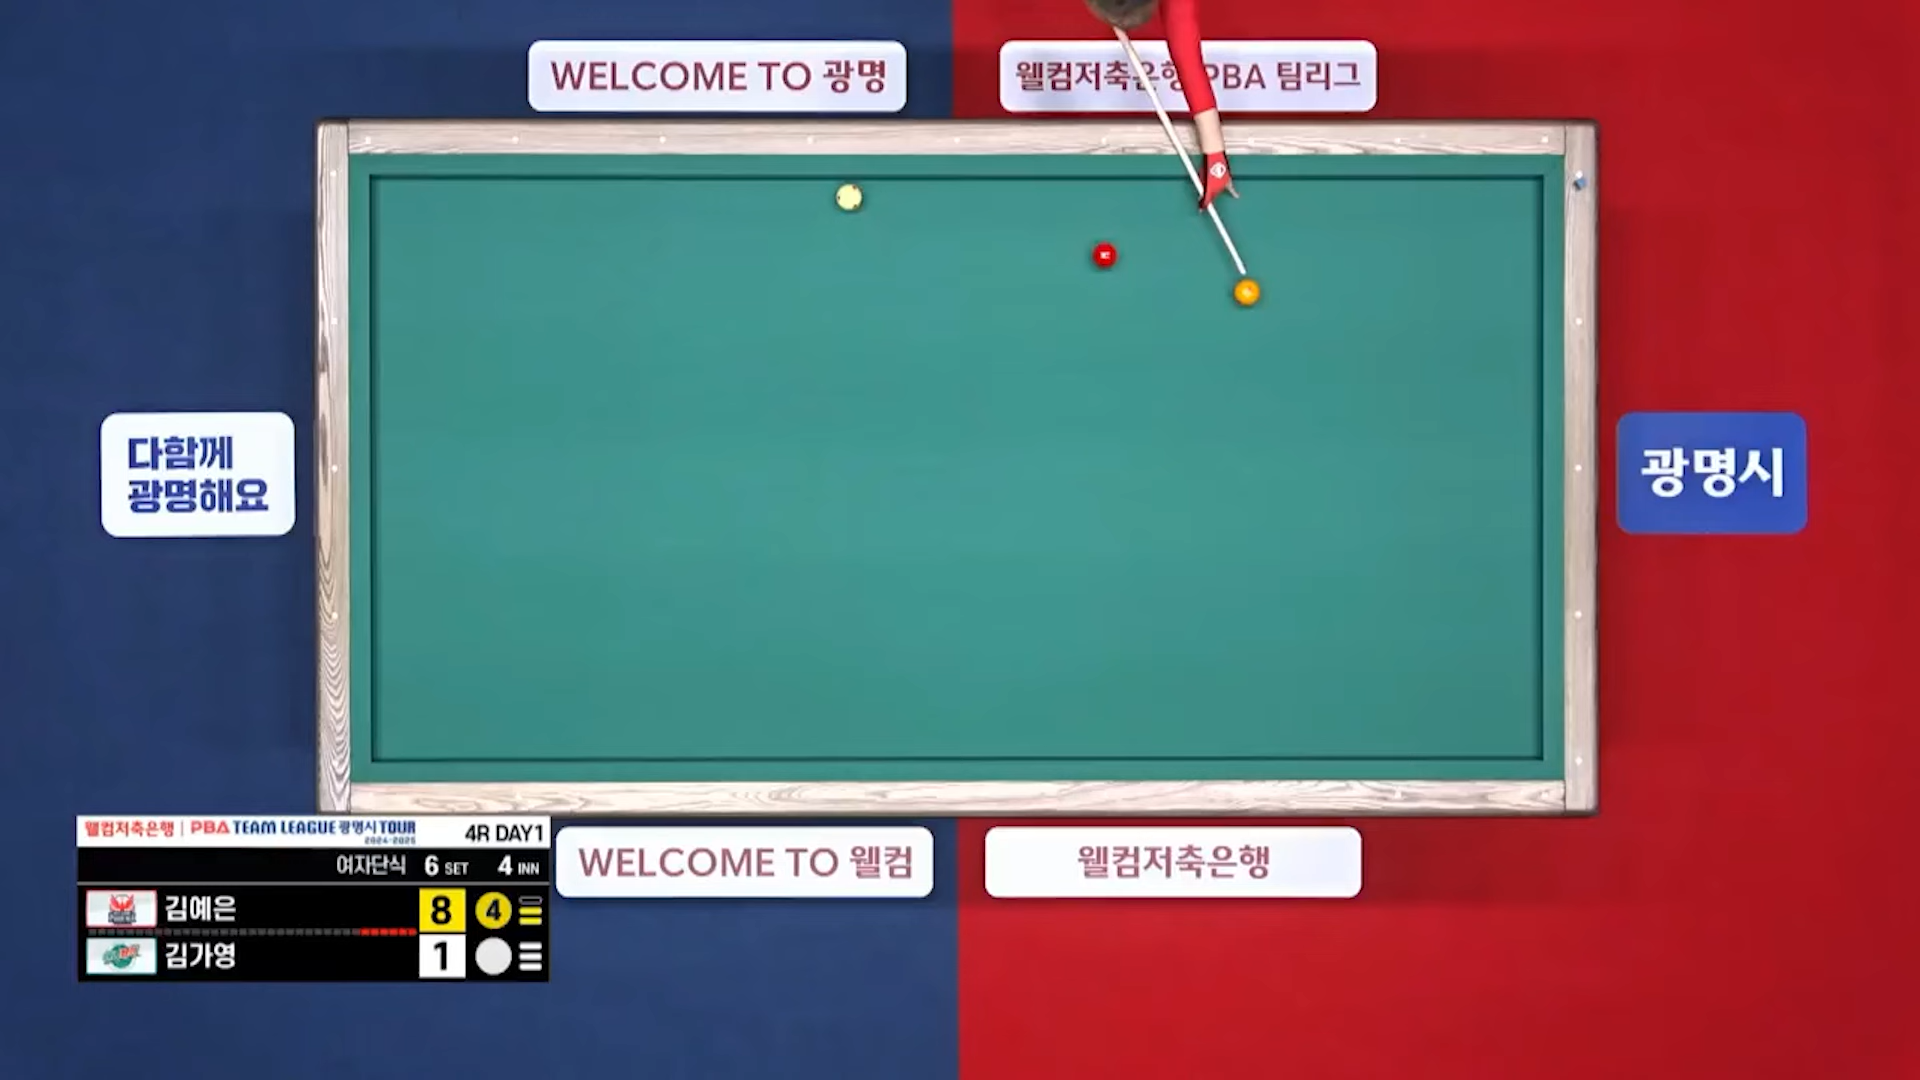 WELCOME TO 광명
웰컴저축은행 PBA 팀리그
다함께
광명해요
광명시
WELCOME TO 웰컴
웰컴저축은행
웰컴저축은행 | PBA TEAM LEAGUE 광명시 TOUR
2024-2025
4R DAY1
여자단식 6 SET 4 INN
김예은 8 4
김가영 1